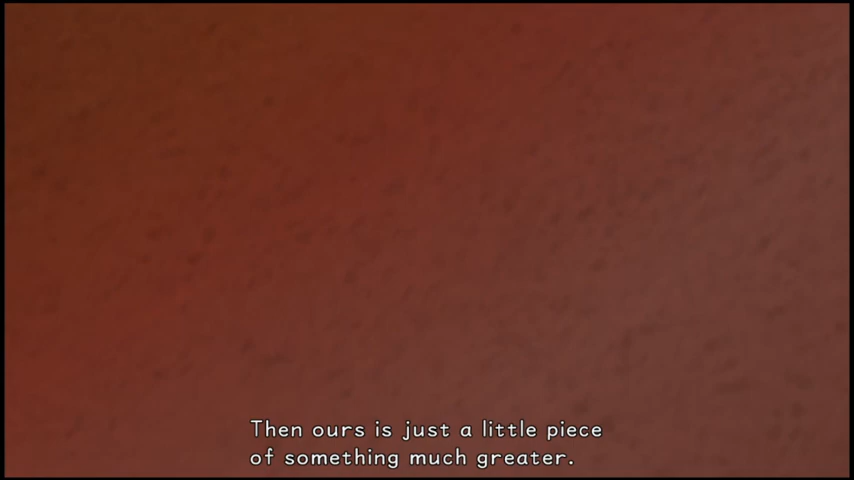 Then ours is just a little piece
of something much greater.